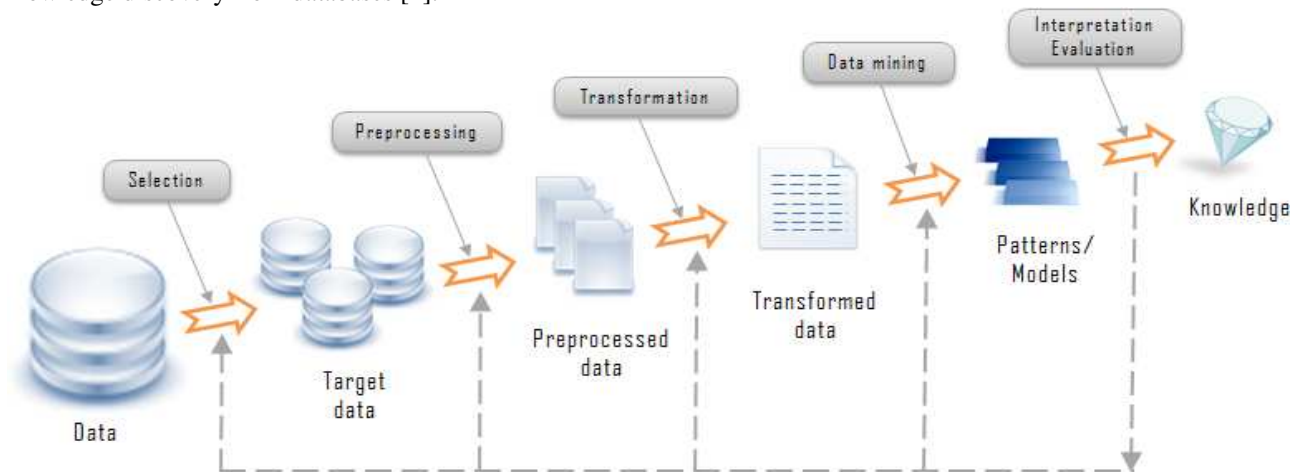 Interpretation
Evaluation
Data mining
Transformation
Preprocessing
Selection
Knowledge
Patterns/
Models
Transformed
data
Preprocessed
data
Target
data
Data